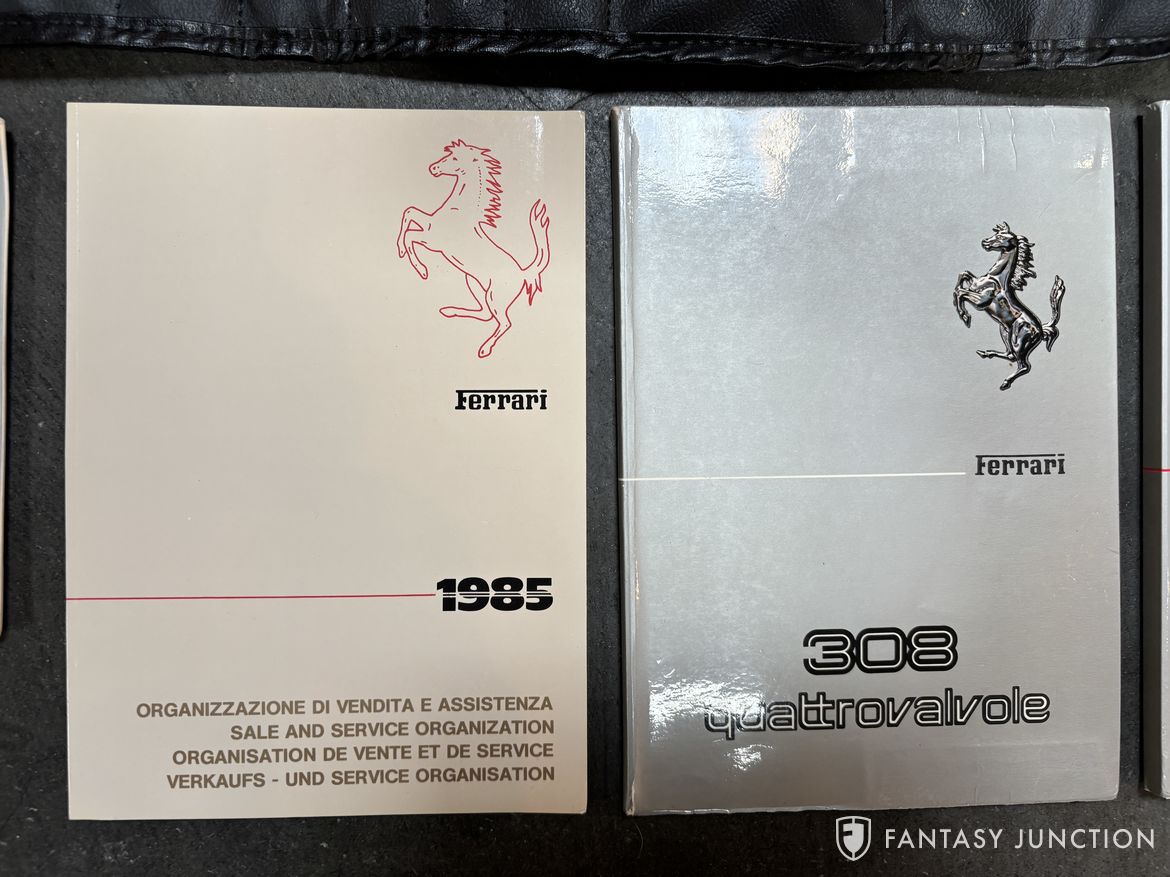 Ferrari
1985
ORGANIZZAZIONE DI VENDITA E ASSISTENZA
SALE AND SERVICE ORGANIZATION
ORGANISATION DE VENTE ET DE SERVICE
VERKAUFS - UND SERVICE ORGANISATION
Ferrari
308
quattrovalvole
FANTASY JUNCTION